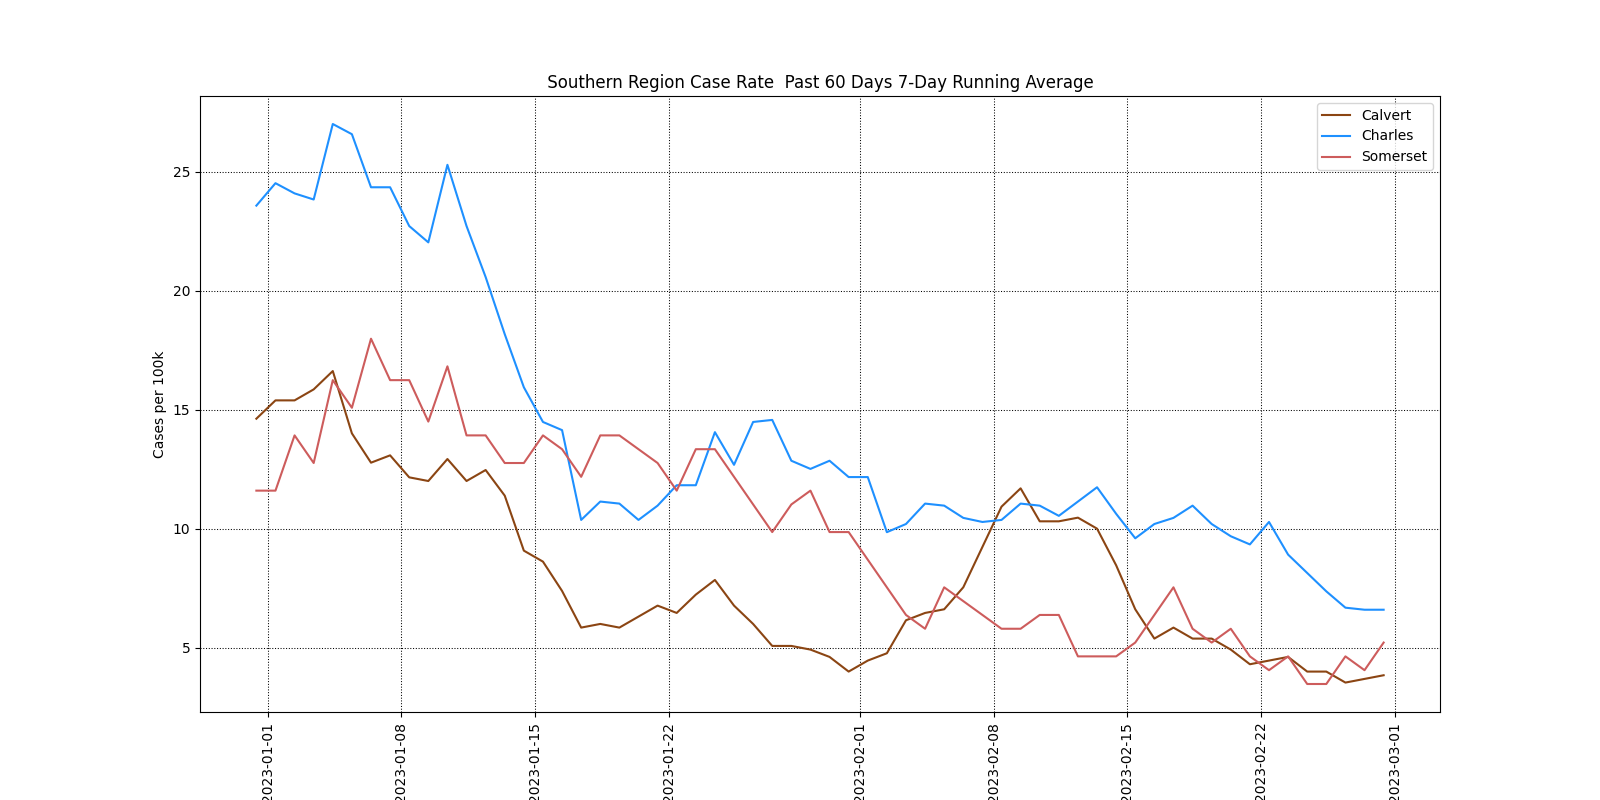 Southern Region Case Rate  Past 60 Days 7-Day Running Average
Calvert
Charles
Somerset
Cases per 100k
25
20
15
10
5
2023-01-01
2023-01-08
2023-01-15
2023-01-22
2023-02-01
2023-02-08
2023-02-15
2023-02-22
2023-03-01